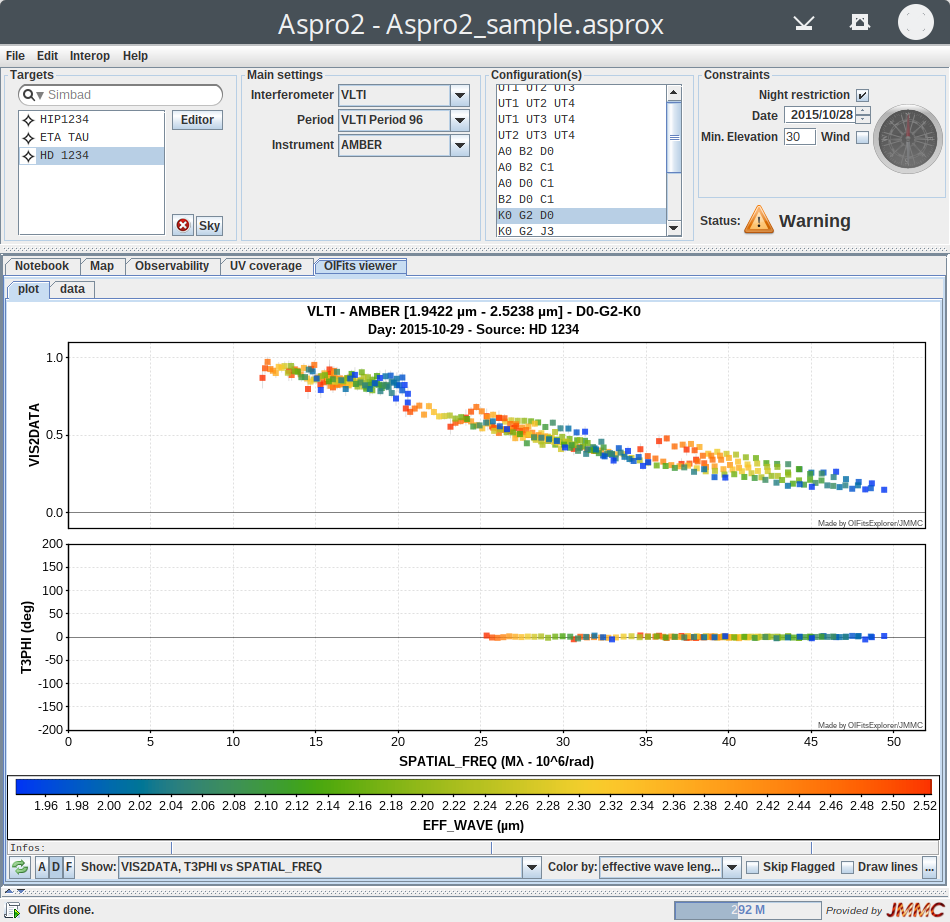 Aspro2 - Aspro2_sample.asprox
File Edit Interop Help
Targets
Simbad
HIP1234
ETA TAU
HD 1234
Editor
Sky
Main settings
Interferometer VLTI
Period VLTI Period 96
Instrument AMBER
Configuration(s)
UT1 UT2 UT3
UT1 UT2 UT4
UT1 UT3 UT4
UT2 UT3 UT4
A0 B2 D0
A0 B2 C1
A0 D0 C1
B2 D0 C1
K0 G2 D0
K0 G2 J3
Constraints
Night restriction
Date 2015/10/28
Min. Elevation 30 Wind
Status: Warning
Notebook Map Observability UV coverage OIFits viewer
plot data
VLTI - AMBER [1.9422 µm - 2.5238 µm] - D0-G2-K0
Day: 2015-10-29 - Source: HD 1234
VIS2DATA
1.0
0.5
0.0
Made by OIFitsExplorer/JMMC
T3PHI (deg)
200
150
100
50
0
-50
-100
-150
-200
Made by OIFitsExplorer/JMMC
0 5 10 15 20 25 30 35 40 45 50
SPATIAL_FREQ (Mλ - 10^6/rad)
1.96 1.98 2.00 2.02 2.04 2.06 2.08 2.10 2.12 2.14 2.16 2.18 2.20 2.22 2.24 2.26 2.28 2.30 2.32 2.34 2.36 2.38 2.40 2.42 2.44 2.46 2.48 2.50 2.52
EFF_WAVE (µm)
Infos:
A D F Show: VIS2DATA, T3PHI vs SPATIAL_FREQ Color by: effective wave leng... Skip Flagged Draw lines ...
OIFits done. 292 M Provided by JMMC